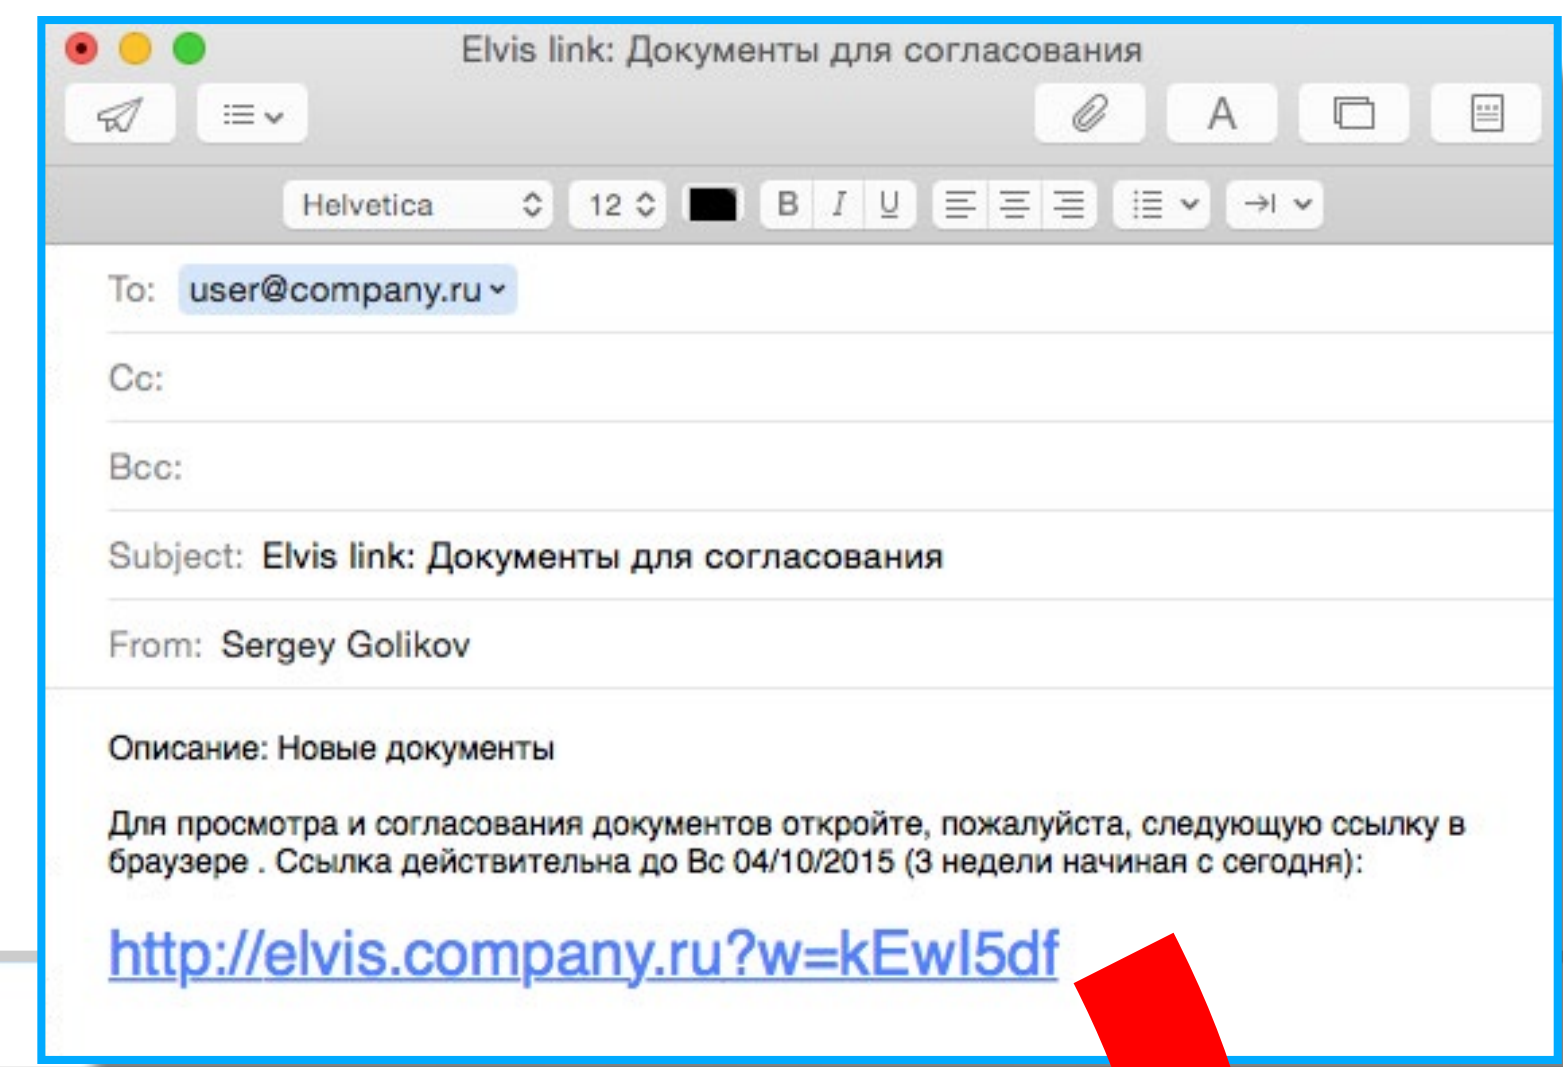 Elvis link: Документы для согласования
A
Helvetica 12 B I U
To: user@company.ru
Cc:
Bcc:
Subject: Elvis link: Документы для согласования
From: Sergey Golikov
Описание: Новые документы
Для просмотра и согласования документов откройте, пожалуйста, следующую ссылку в
браузере . Ссылка действительна до Вс 04/10/2015 (3 недели начиная с сегодня):
http://elvis.company.ru?w=kEwI5df